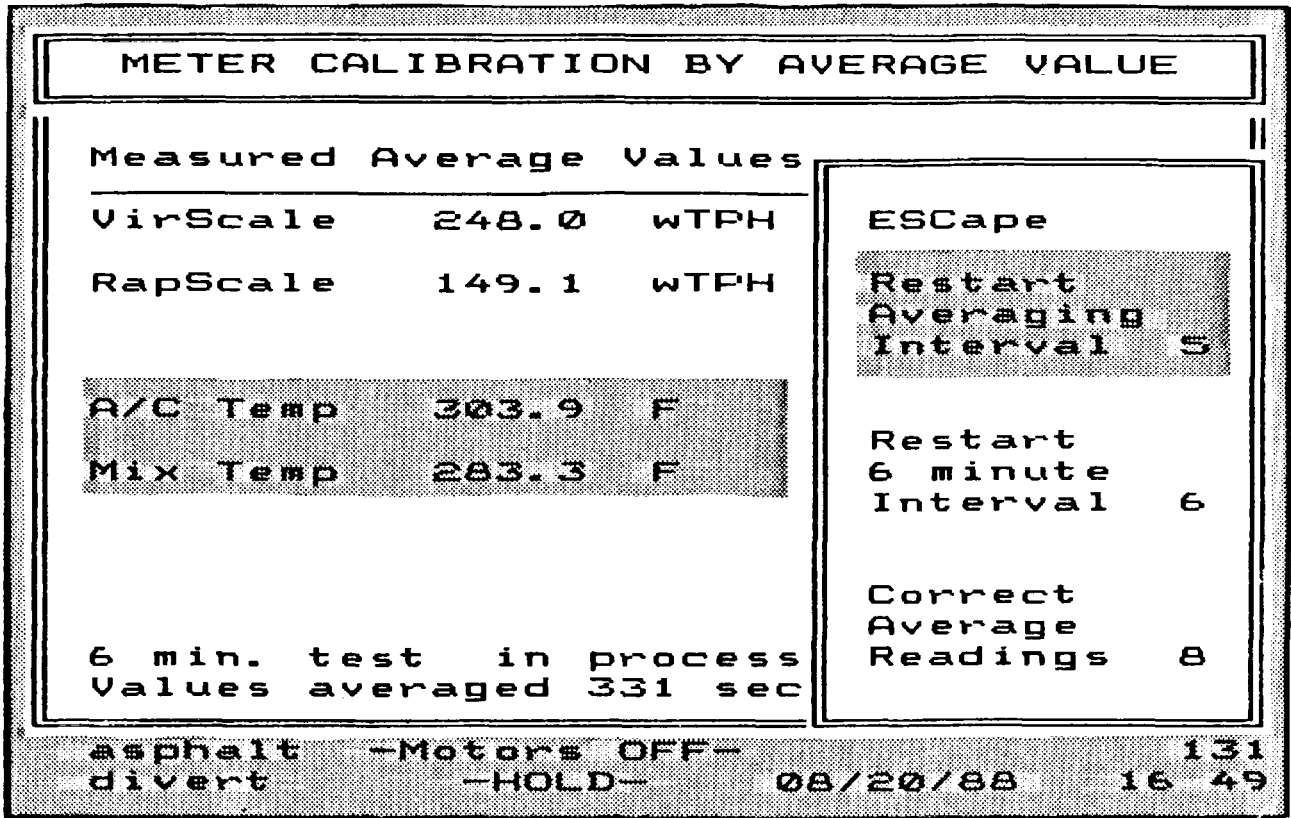 METER CALIBRATION BY AVERAGE VALUE
Measured Average Values
VirScale 248.0 wTPH
RapScale 149.1 wTPH
A/C Temp 303.9 F
Mix Temp 283.3 F
6 min. test in process
Values averaged 331 sec
ESCape
Restart
Averaging
Interval 5
Restart
6 minute
Interval 6
Correct
Average
Readings 8
asphalt -Motors OFF- 131
divert -HOLD- 08/20/88 16 49